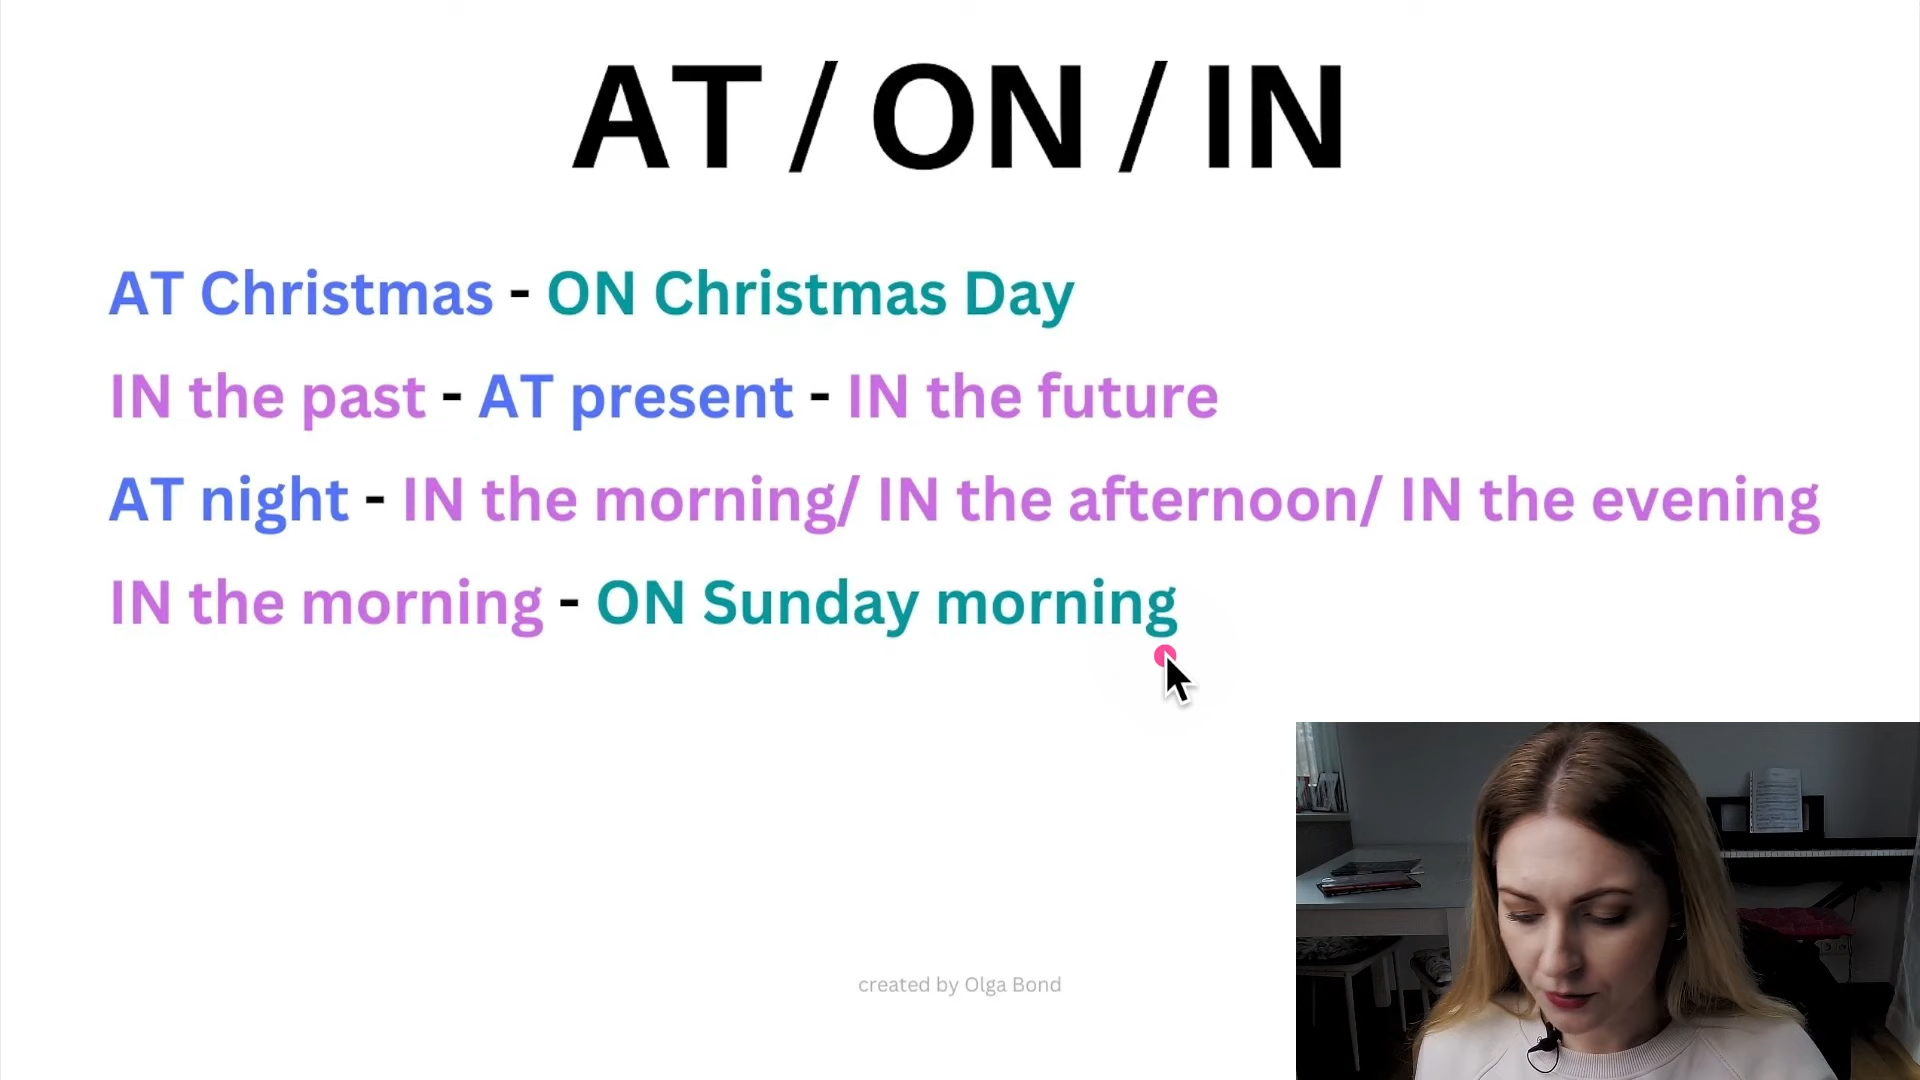 AT / ON / IN
AT Christmas - ON Christmas Day
IN the past - AT present - IN the future
AT night - IN the morning/ IN the afternoon/ IN the evening
IN the morning - ON Sunday morning
created by Olga Bond